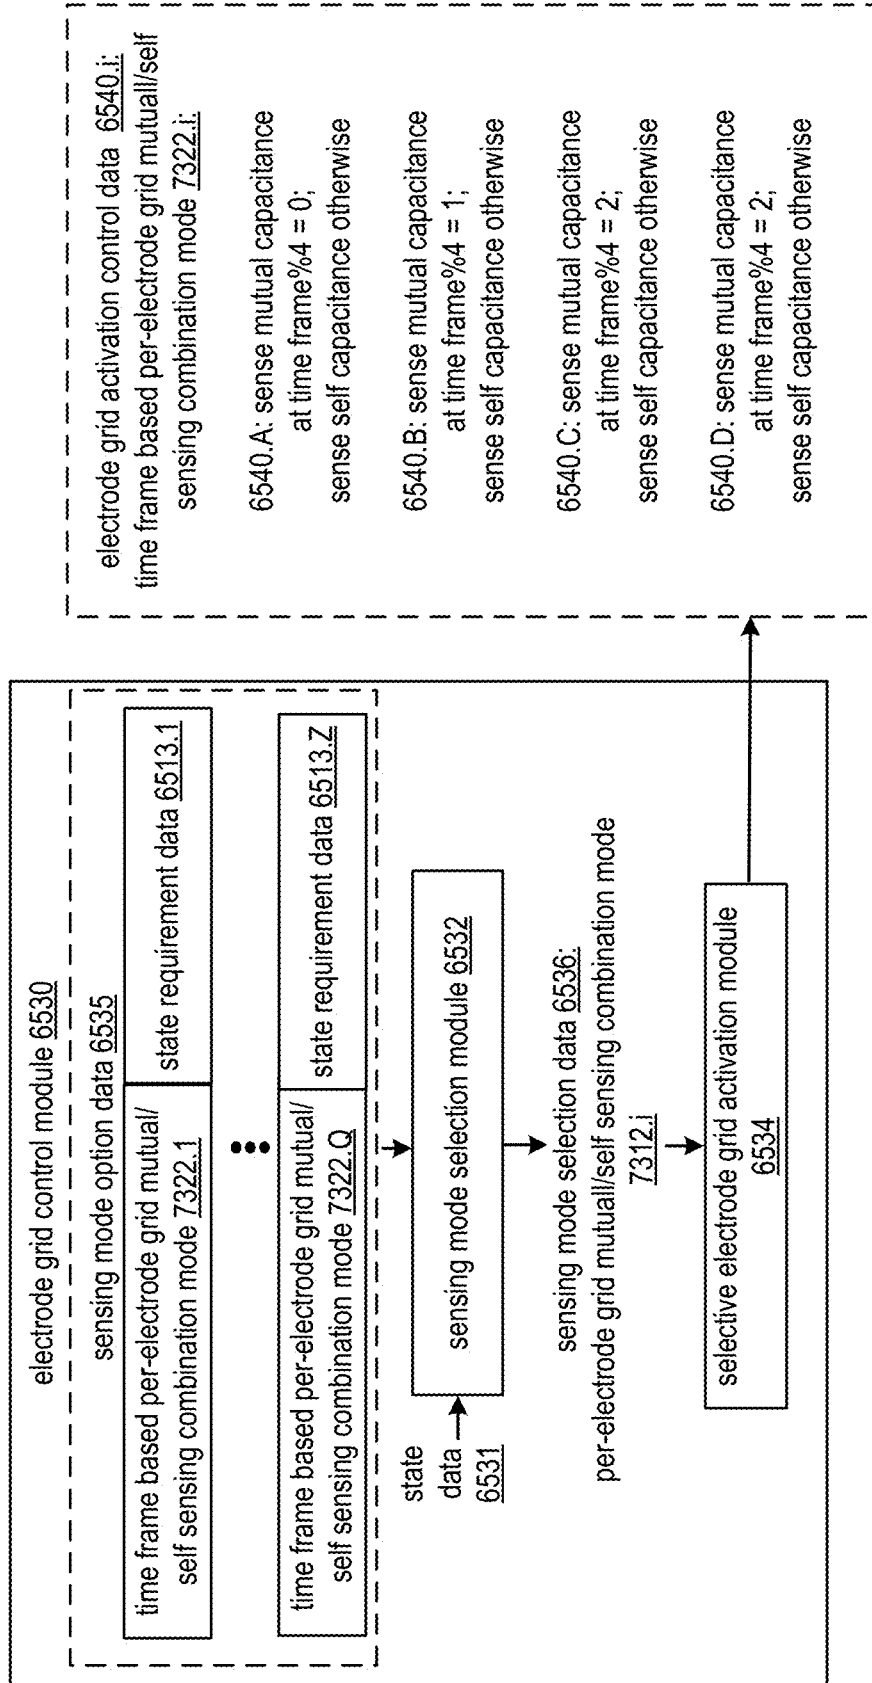 electrode grid control module 6530
sensing mode option data 6535
time frame based per-electrode grid mutual/
self sensing combination mode 7322.1
state requirement data 6513.1
time frame based per-electrode grid mutual/
self sensing combination mode 7322.Q
state requirement data 6513.Z
state
data
6531
sensing mode selection module 6532
sensing mode selection data 6536:
per-electrode grid mutuall/self sensing combination mode
7312.i
selective electrode grid activation module
6534
electrode grid activation control data 6540.i:
time frame based per-electrode grid mutuall/self
sensing combination mode 7322.i:
6540.A: sense mutual capacitance
at time frame%4 = 0;
sense self capacitance otherwise
6540.B: sense mutual capacitance
at time frame%4 = 1;
sense self capacitance otherwise
6540.C: sense mutual capacitance
at time frame%4 = 2;
sense self capacitance otherwise
6540.D: sense mutual capacitance
at time frame%4 = 2;
sense self capacitance otherwise